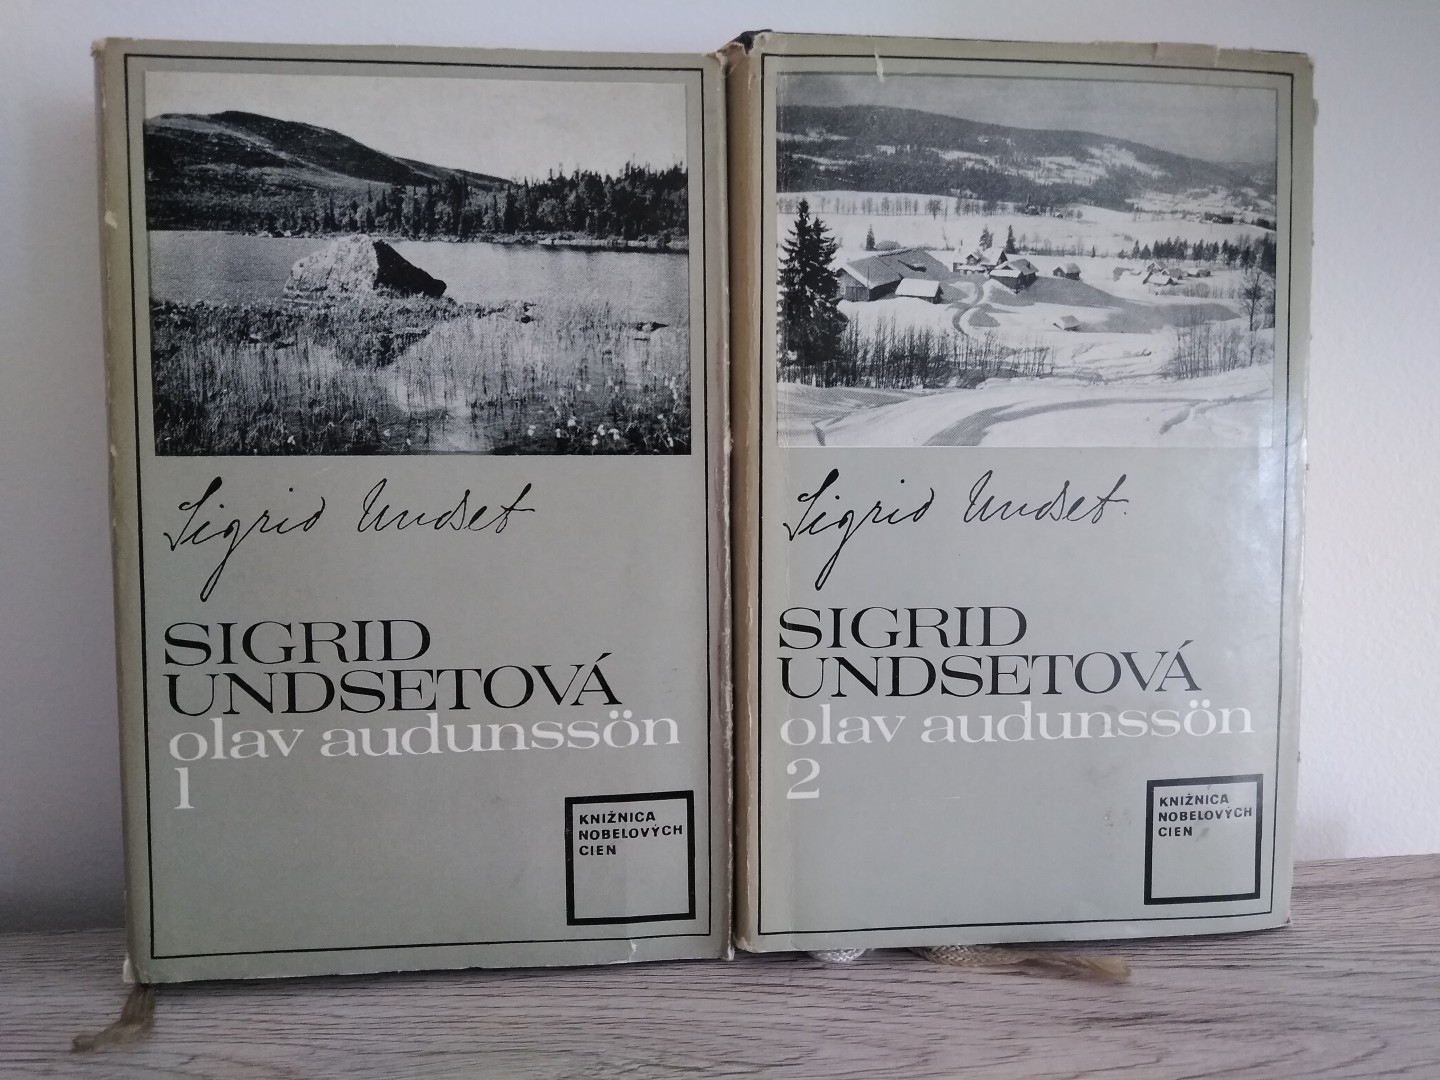 Sigrid Undset
SIGRID
UNDSETOVÁ
olav audunssön
1
KNIŽNICA
NOBELOVÝCH
CIEN
Sigrid Undset.
SIGRID
UNDSETOVÁ
olav audunssön
2
KNIŽNICA
NOBELOVÝCH
CIEN